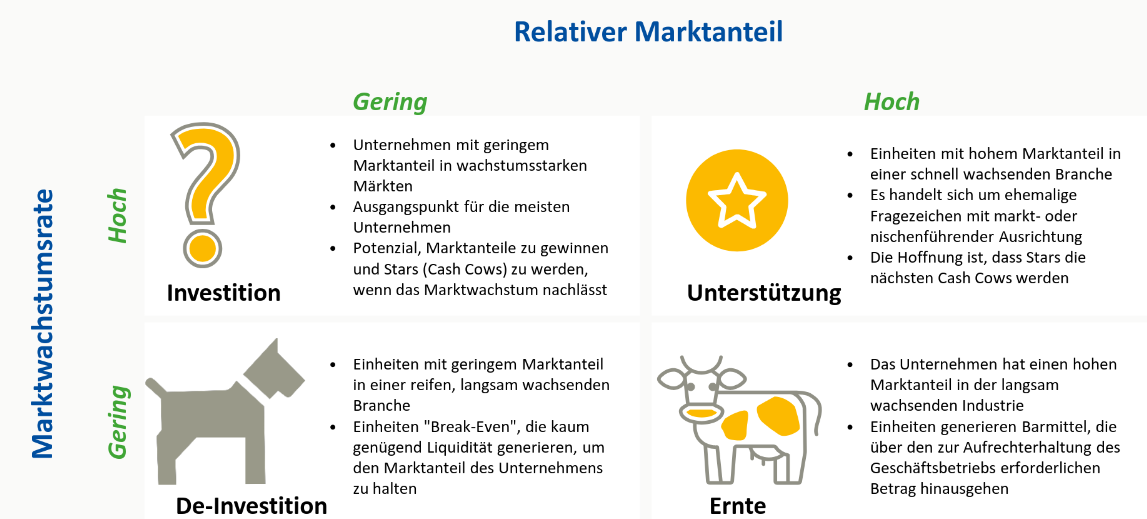 Relativer Marktanteil
Gering
Hoch
Marktwachstumsrate
Hoch
• Unternehmen mit geringem
Marktanteil in wachstumsstarken
Märkten
• Ausgangspunkt für die meisten
Unternehmen
• Potenzial, Marktanteile zu gewinnen
und Stars (Cash Cows) zu werden,
wenn das Marktwachstum nachlässt
Investition
• Einheiten mit hohem Marktanteil in
einer schnell wachsenden Branche
• Es handelt sich um ehemalige
Fragezeichen mit markt- oder
nischenführender Ausrichtung
• Die Hoffnung ist, dass Stars die
nächsten Cash Cows werden
Unterstützung
Gering
• Einheiten mit geringem Marktanteil
in einer reifen, langsam wachsenden
Branche
• Einheiten "Break-Even", die kaum
genügend Liquidität generieren, um
den Marktanteil des Unternehmens
zu halten
De-Investition
• Das Unternehmen hat einen hohen
Marktanteil in der langsam
wachsenden Industrie
• Einheiten generieren Barmittel, die
über den zur Aufrechterhaltung des
Geschäftsbetriebs erforderlichen
Betrag hinausgehen
Ernte